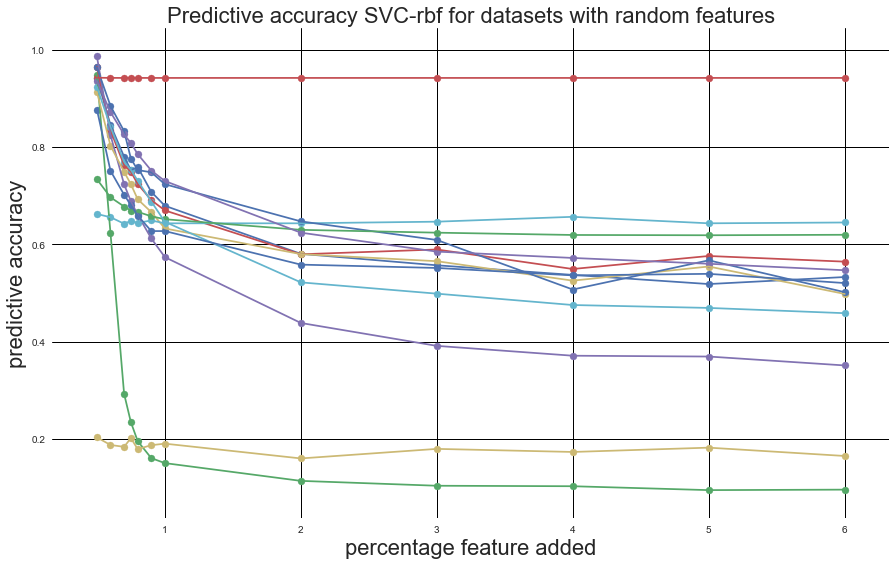 Predictive accuracy SVC-rbf for datasets with random features
1.0
0.8
0.6
0.4
0.2
predictive accuracy
1 2 3 4 5 6
percentage feature added